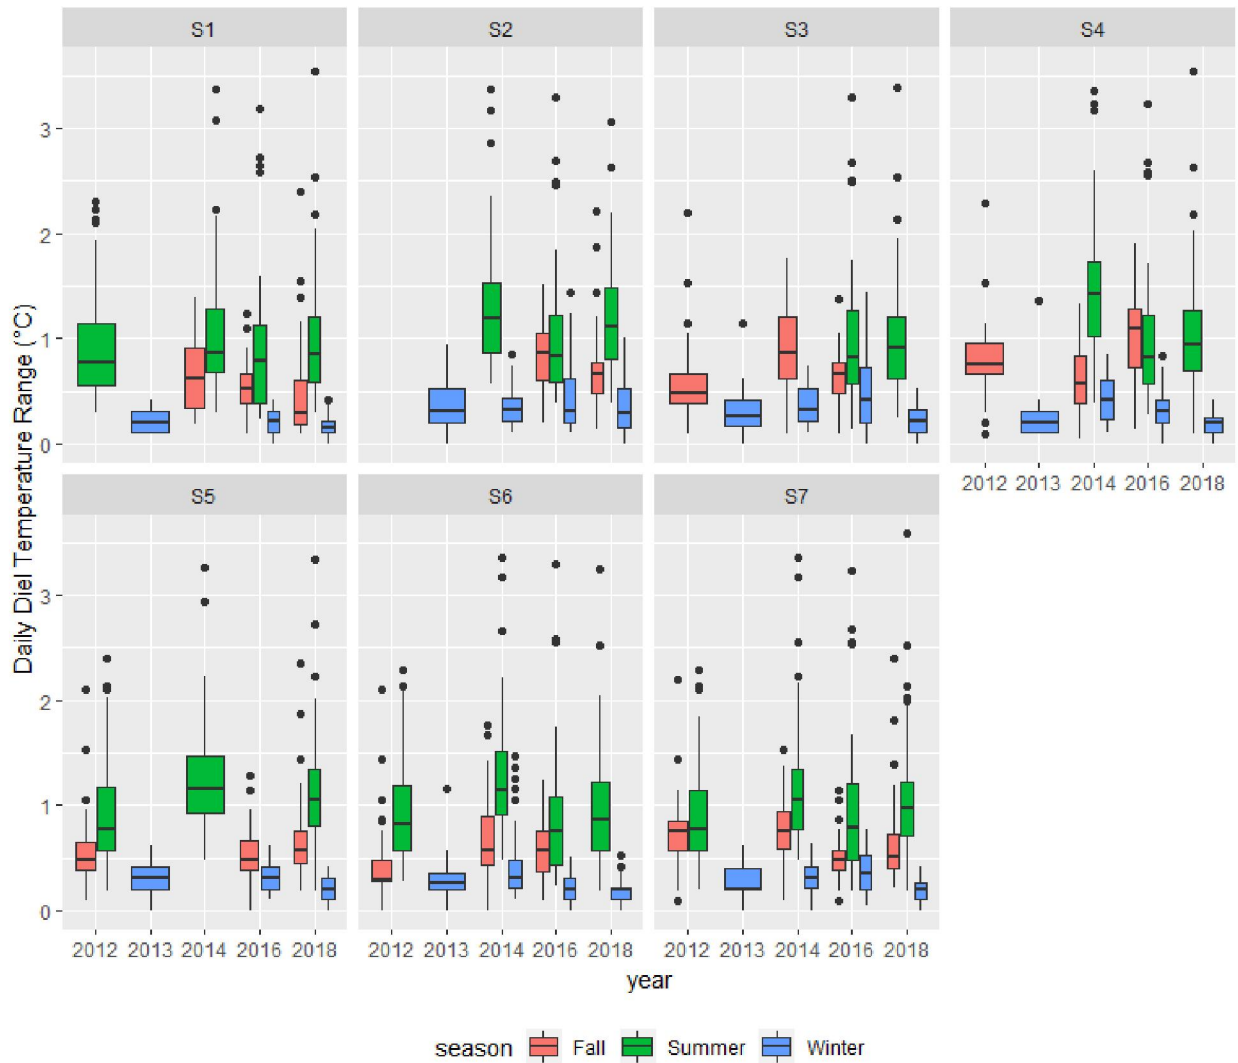 S1 S2 S3 S4
3
2
1
0
2012 2013 2014 2016 2018
S5 S6 S7
3
2
1
0
2012 2013 2014 2016 2018 2012 2013 2014 2016 2018 2012 2013 2014 2016 2018
Daily Diel Temperature Range (°C)
year
season Fall Summer Winter